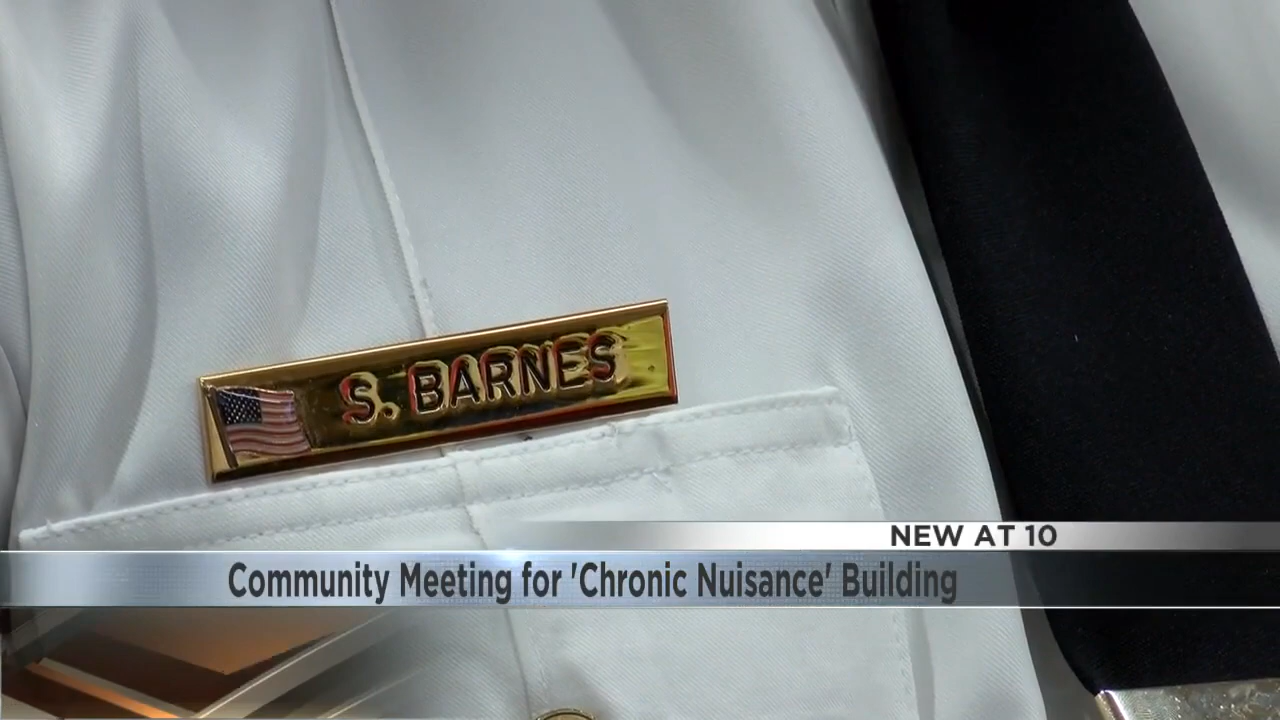 S. BARNES
NEW AT 10
Community Meeting for 'Chronic Nuisance' Building